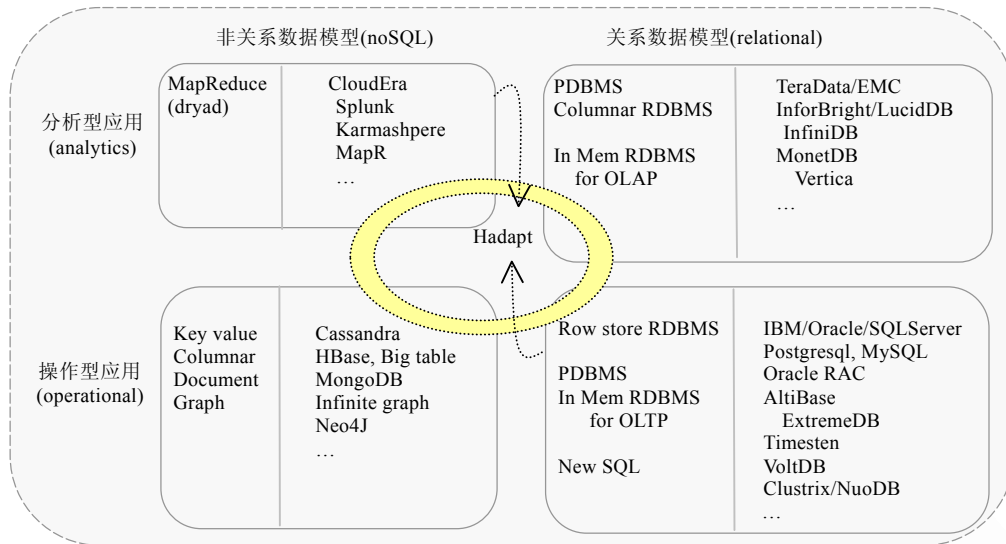 非关系数据模型(noSQL)
关系数据模型(relational)
分析型应用
(analytics)
MapReduce
(dryad)
CloudEra
Splunk
Karmashpere
MapR
…
PDBMS
Columnar RDBMS
In Mem RDBMS
for OLAP
TeraData/EMC
InforBright/LucidDB
InfiniDB
MonetDB
Vertica
…
Hadapt
操作型应用
(operational)
Key value
Columnar
Document
Graph
Cassandra
HBase, Big table
MongoDB
Infinite graph
Neo4J
…
Row store RDBMS
PDBMS
In Mem RDBMS
for OLTP
New SQL
IBM/Oracle/SQLServer
Postgresql, MySQL
Oracle RAC
AltiBase
ExtremeDB
Timesten
VoltDB
Clustrix/NuoDB
…